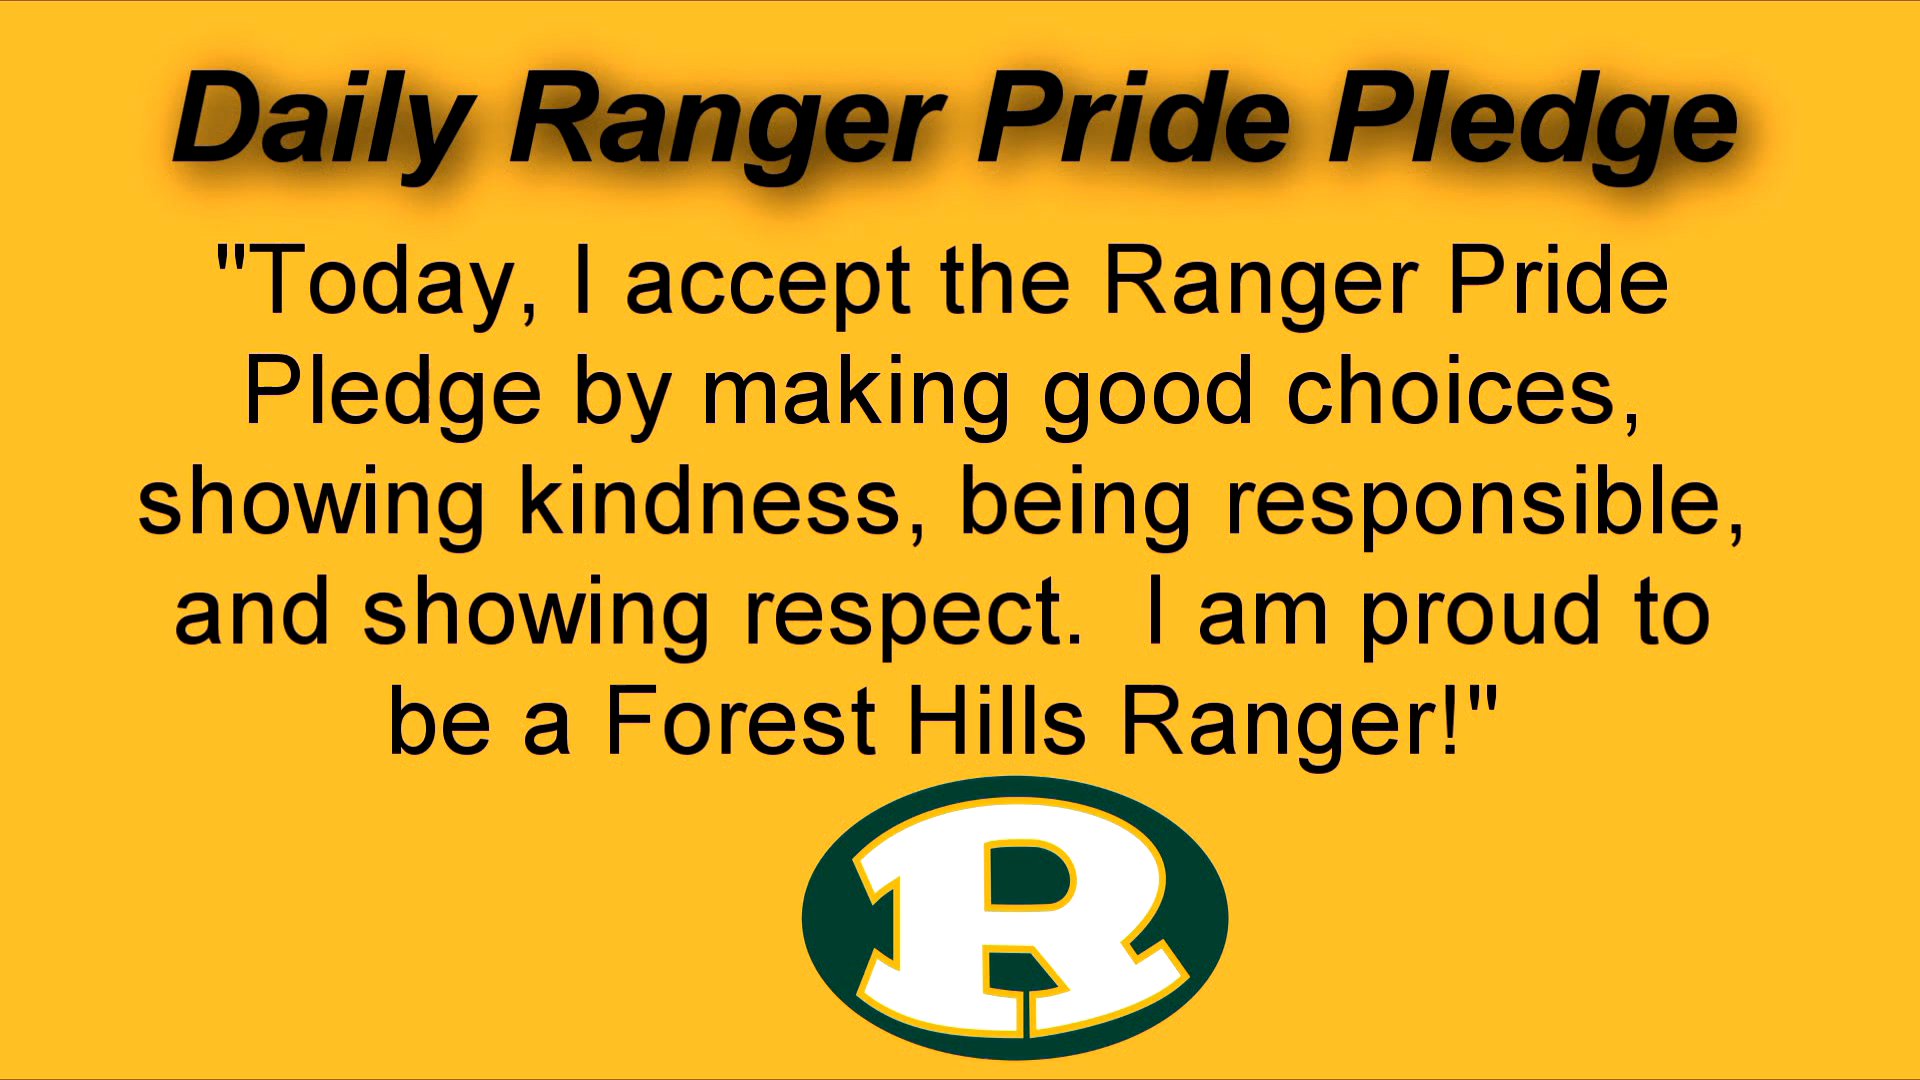 Daily Ranger Pride Pledge
"Today, I accept the Ranger Pride
Pledge by making good choices,
showing kindness, being responsible,
and showing respect.  I am proud to
be a Forest Hills Ranger!"
R